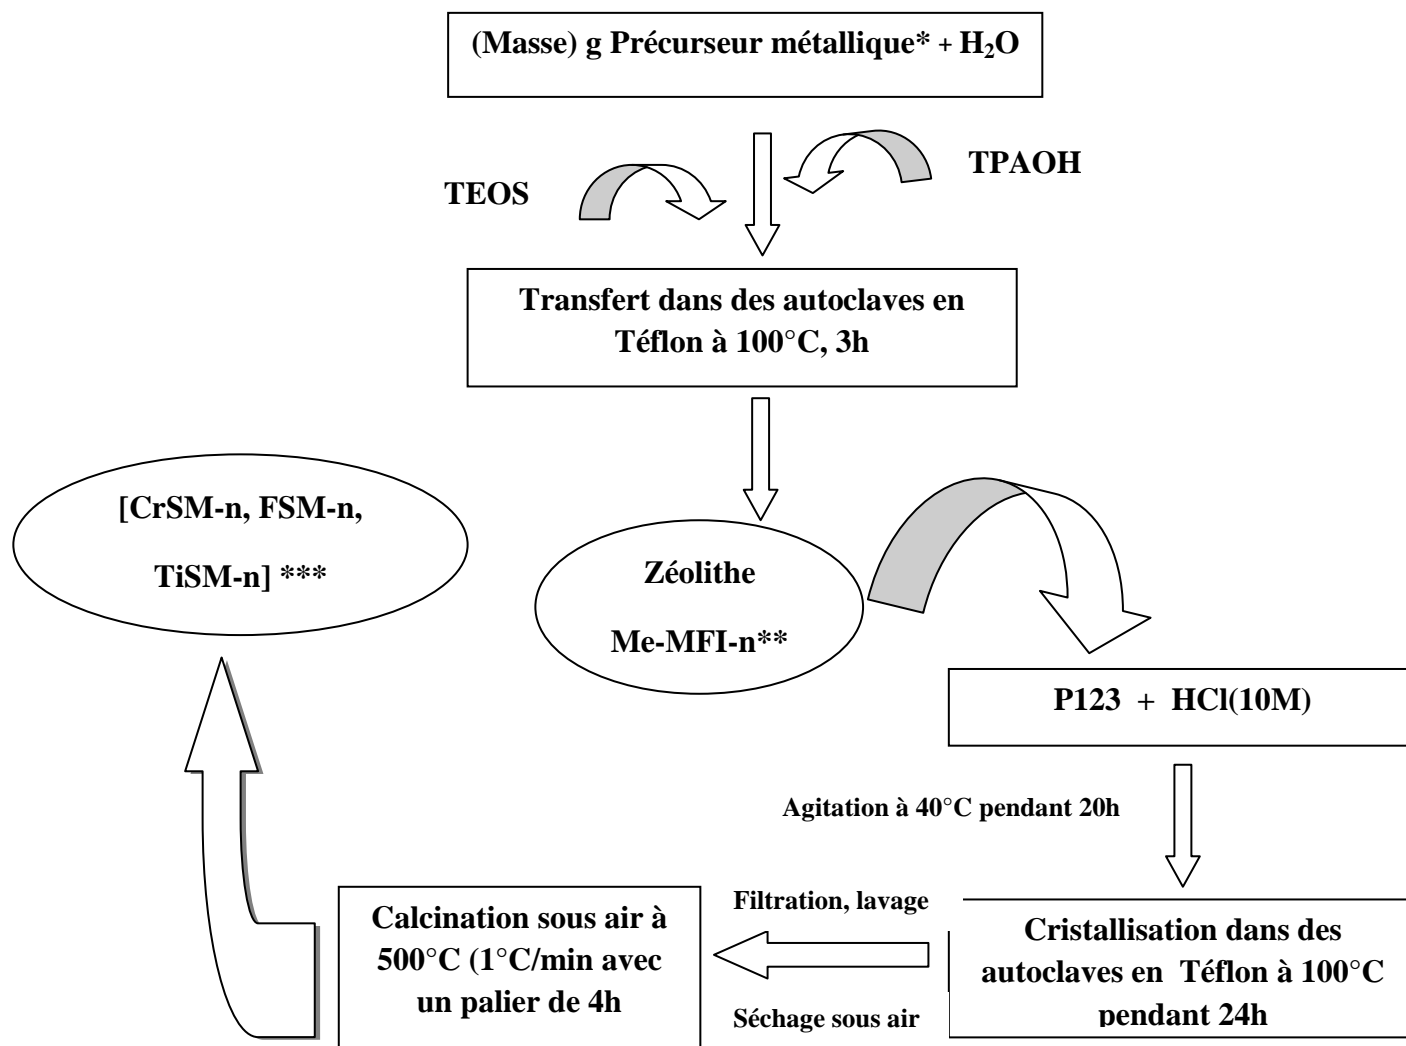 (Masse) g Précurseur métallique* + H₂O
TEOS
TPAOH
Transfert dans des autoclaves en
Téflon à 100°C, 3h
Zéolithe
Me-MFI-n**
[CrSM-n, FSM-n,
TiSM-n] ***
P123 + HCl(10M)
Agitation à 40°C pendant 20h
Cristallisation dans des
autoclaves en Téflon à 100°C
pendant 24h
Filtration, lavage
Séchage sous air
Calcination sous air à
500°C (1°C/min avec
un palier de 4h